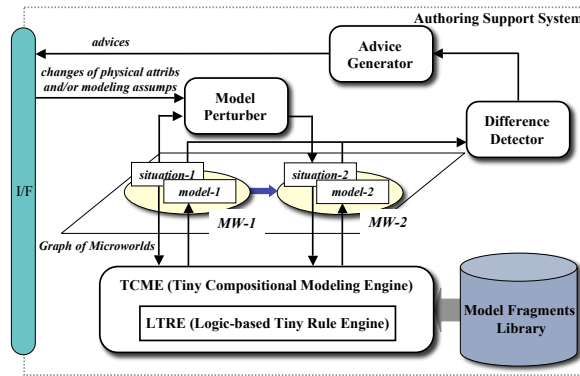 Authoring Support System
advices
Advice
Generator
changes of physical attribs
and/or modeling assumps
Model
Perturber
Difference
Detector
I/F
situation-1
model-1
situation-2
model-2
MW-1
MW-2
Graph of Microworlds
TCME (Tiny Compositional Modeling Engine)
LTRE (Logic-based Tiny Rule Engine)
Model Fragments
Library